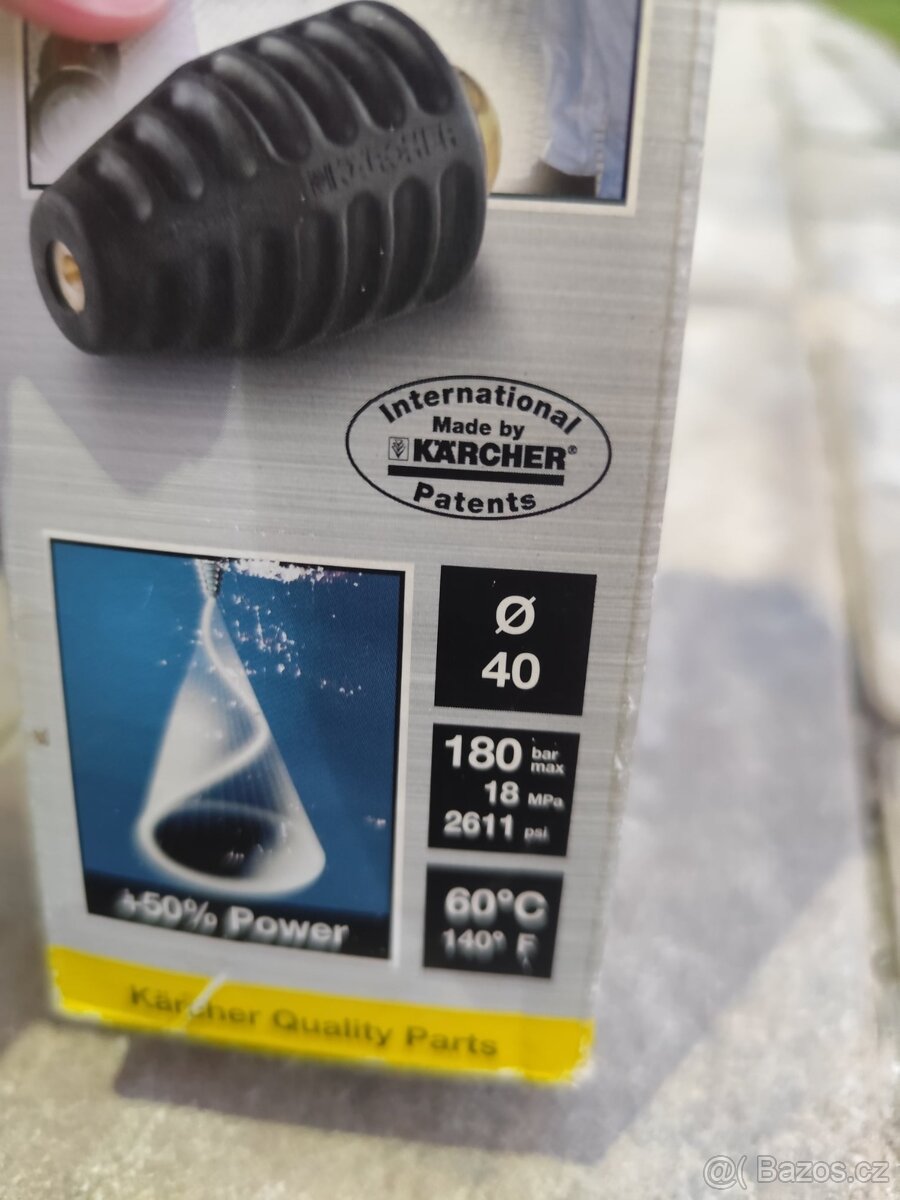 KÄRCHER
International
Made by
KÄRCHER®
Patents
Ø
40
180 bar
max
18 MPa
2611 psi
60°C
140° F
+50% Power
Kärcher Quality Parts
@( Bazos.cz